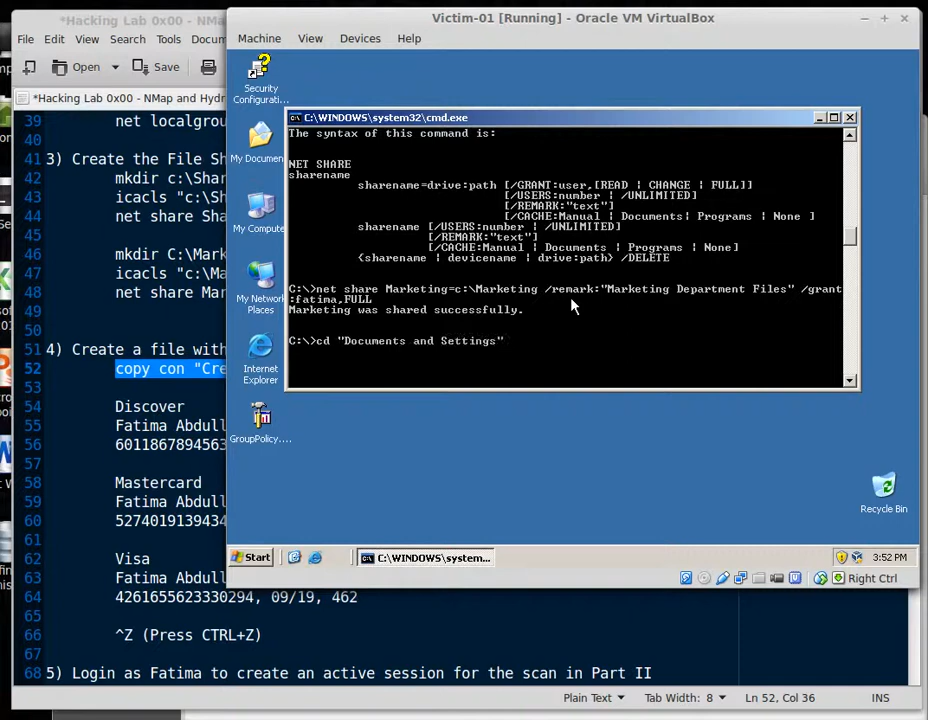 *Hacking Lab 0x00 - NMap
File Edit View Search Tools Docum
Open Save
*Hacking Lab 0x00 - NMap and Hydr
39 net localgrou
40
41 3) Create the File Sh
42 mkdir c:\Shar
43 icacls "c:\Sh
44 net share Sha
45
46 mkdir C:\Mark
47 icacls "c:\Ma
48 net share Mar
49
50
51 4) Create a file with
52 copy con "Cre
53
54 Discover
55 Fatima Abdull
56 6011867894563
57
58 Mastercard
59 Fatima Abdull
60 5274019139434
61
62 Visa
63 Fatima Abdull
64 4261655623330294, 09/19, 462
65
66 ^Z (Press CTRL+Z)
67
68 5) Login as Fatima to create an active session for the scan in Part II
Plain Text Tab Width: 8 Ln 52, Col 36 INS
Victim-01 [Running] - Oracle VM VirtualBox
Machine View Devices Help
Security
Configurati...
My Documen
My Compute
My Network
Places
Internet
Explorer
GroupPolicy....
C:\WINDOWS\system32\cmd.exe
The syntax of this command is:
NET SHARE
sharename
sharename=drive:path [/GRANT:user,[READ | CHANGE | FULL]]
[/USERS:number | /UNLIMITED]
[/REMARK:"text"]
[/CACHE:Manual | Documents| Programs | None ]
sharename [/USERS:number | /UNLIMITED]
[/REMARK:"text"]
[/CACHE:Manual | Documents | Programs | None]
{sharename | devicename | drive:path} /DELETE
C:\>net share Marketing=c:\Marketing /remark:"Marketing Department Files" /grant
:fatima,FULL
Marketing was shared successfully.
C:\>cd "Documents and Settings"
Recycle Bin
Start C:\WINDOWS\system... 3:52 PM
Right Ctrl